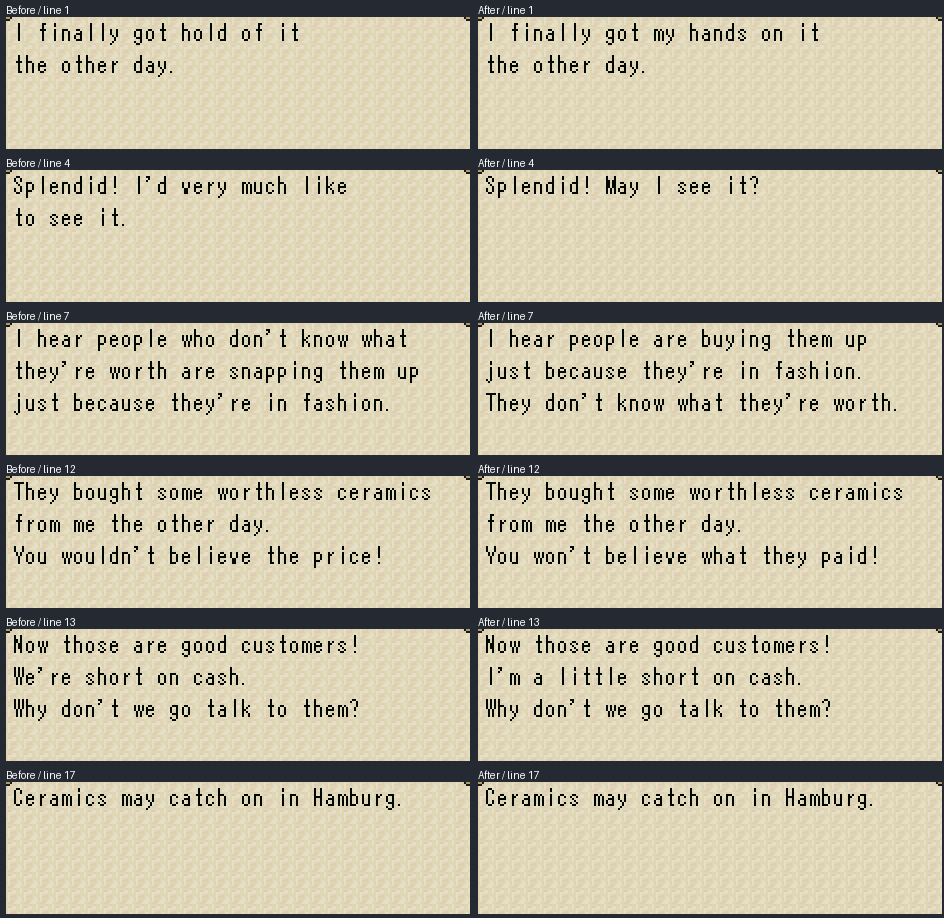 Before / line 1
I finally got hold of it
the other day.
After / line 1
I finally got my hands on it
the other day.
Before / line 4
Splendid! I'd very much like
to see it.
After / line 4
Splendid! May I see it?
Before / line 7
I hear people who don't know what
they're worth are snapping them up
just because they're in fashion.
After / line 7
I hear people are buying them up
just because they're in fashion.
They don't know what they're worth.
Before / line 12
They bought some worthless ceramics
from me the other day.
You wouldn't believe the price!
After / line 12
They bought some worthless ceramics
from me the other day.
You won't believe what they paid!
Before / line 13
Now those are good customers!
We're short on cash.
Why don't we go talk to them?
After / line 13
Now those are good customers!
I'm a little short on cash.
Why don't we go talk to them?
Before / line 17
Ceramics may catch on in Hamburg.
After / line 17
Ceramics may catch on in Hamburg.